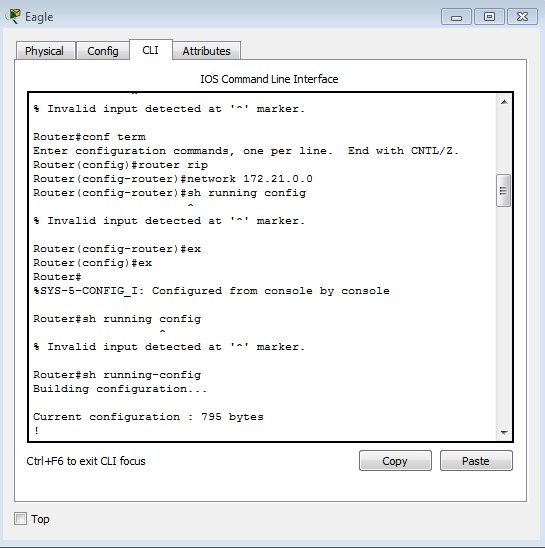 Eagle
Physical Config CLI Attributes
IOS Command Line Interface
^
% Invalid input detected at '^' marker.
Router#conf term
Enter configuration commands, one per line.  End with CNTL/Z.
Router(config)#router rip
Router(config-router)#network 172.21.0.0
Router(config-router)#sh running config
^
% Invalid input detected at '^' marker.
Router(config-router)#ex
Router(config)#ex
Router#
%SYS-5-CONFIG_I: Configured from console by console
Router#sh running config
^
% Invalid input detected at '^' marker.
Router#sh running-config
Building configuration...
Current configuration : 795 bytes
!
Ctrl+F6 to exit CLI focus Copy Paste
Top